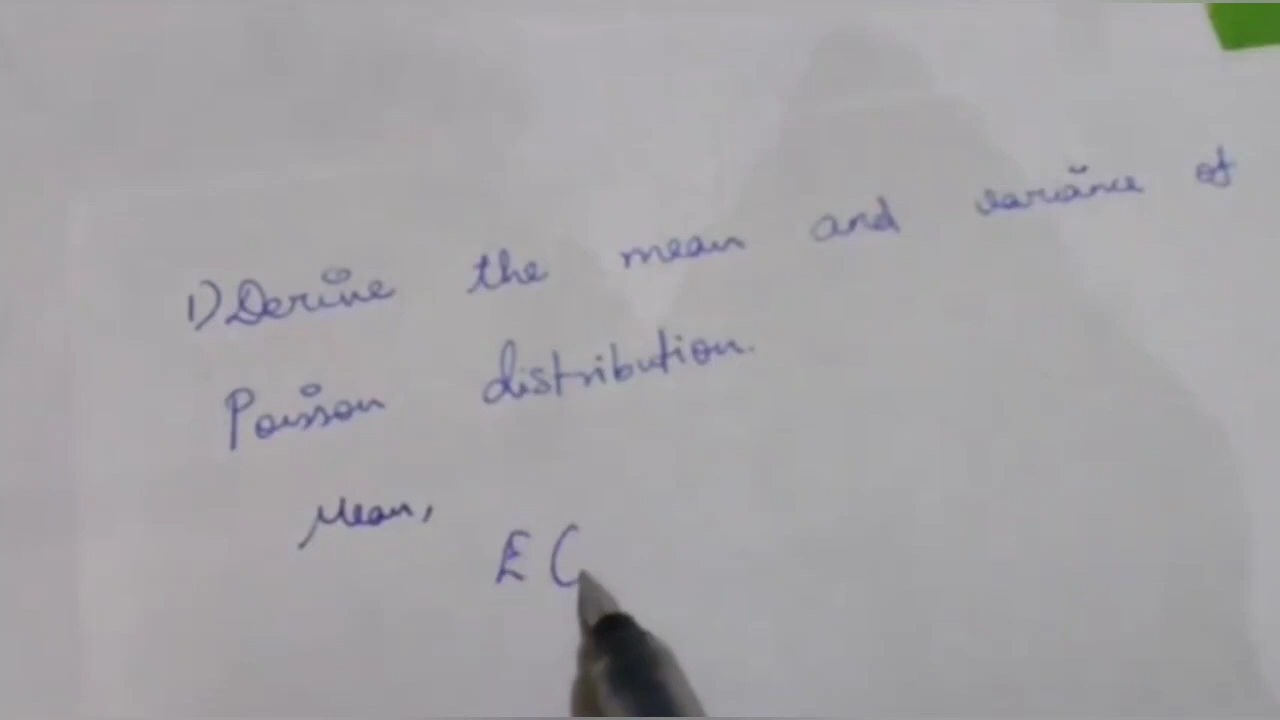 1) Derive the mean and variance of
Poisson distribution.
Mean,
E (